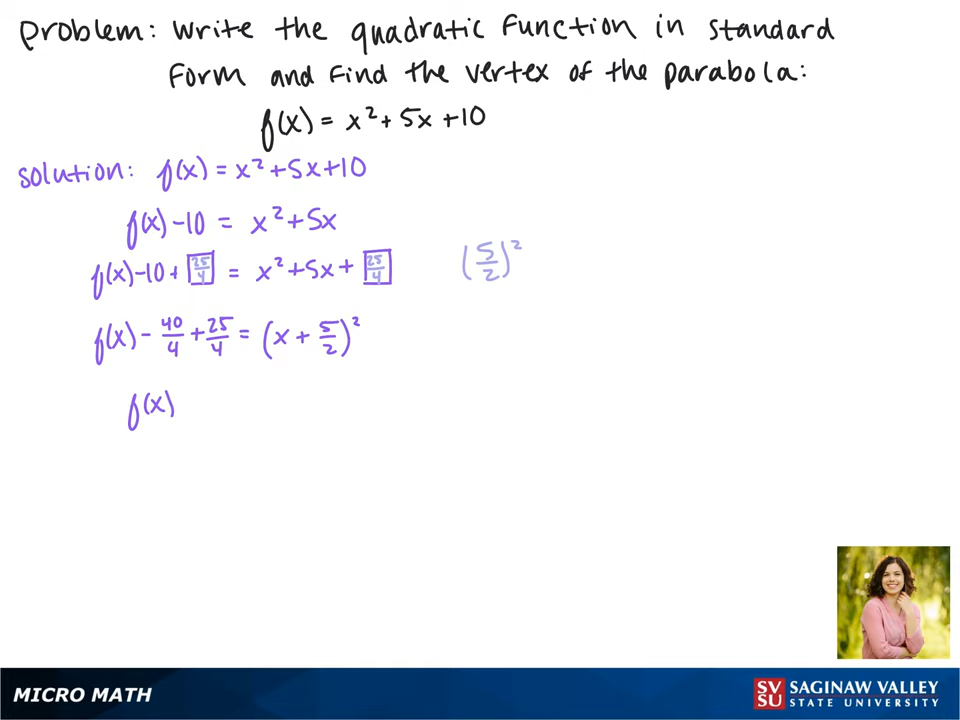 problem: write the quadratic function in standard
form and find the vertex of the parabola:
f(x) = x² + 5x + 10
solution: f(x) = x² + 5x + 10
f(x) - 10 = x² + 5x
f(x) - 10 + 25/4 = x² + 5x + 25/4 (5/2)²
f(x) - 40/4 + 25/4 = (x + 5/2)²
f(x)
MICRO MATH
SV SU SAGINAW VALLEY
STATE UNIVERSITY